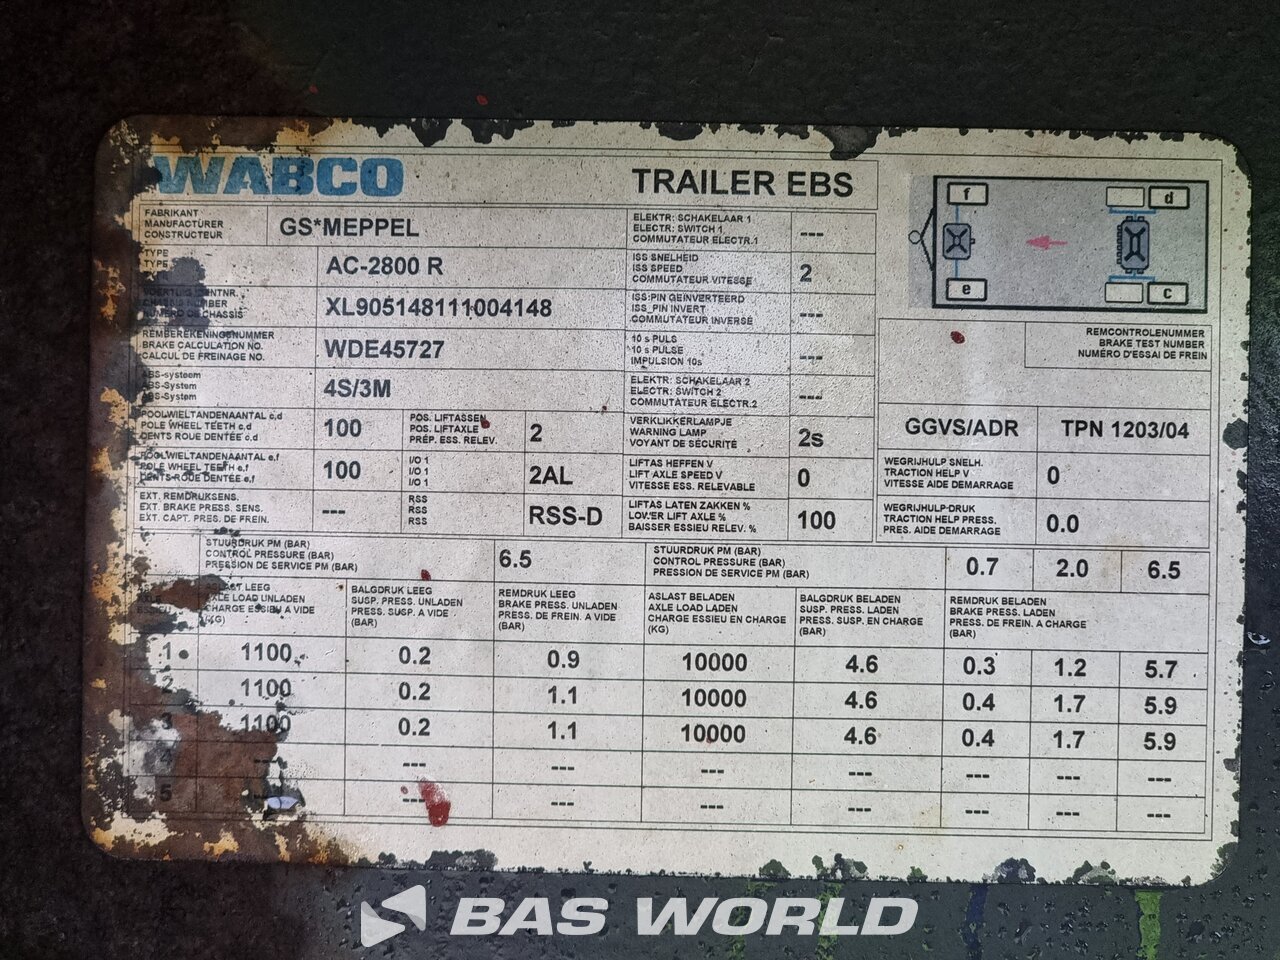 WABCO
TRAILER EBS
FABRIKANT
MANUFACTURER
CONSTRUCTEUR
GS*MEPPEL
ELEKTR: SCHAKELAAR 1
ELECTR: SWITCH 1
COMMUTATEUR ELECTR.1
---
TYPE
TYPE
AC-2800 R
ISS SNELHEID
ISS SPEED
COMMUTATEUR VITESSE
2
XL905148111004148
ISS:PIN GEINVERTEERD
ISS_PIN INVERT
COMMUTATEUR INVERSE
---
REMBEREKENINGENUMMER
BRAKE CALCULATION NO.
CALCUL DE FREINAGE NO.
WDE45727
10 s PULS
10 s PULSE
IMPULSION 10s
---
ABS-systeem
ABS-System
ABS-System
4S/3M
ELEKTR: SCHAKELAAR 2
ELECTR: SWITCH 2
COMMUTATEUR ELECTR.2
---
POOLWIELTANDENAANTAL c,d
POLE WHEEL TEETH c,d
DENTS ROUE DENTÉE c,d
100
POS. LIFTASSEN
POS. LIFTAXLE
PRÉP. ESS. RELEV.
2
VERKLIKKERLAMPJE
WARNING LAMP
VOYANT DE SÉCURITÉ
2s
POOLWIELTANDENAANTAL e,f
POLE WHEEL TEETH e,f
DENTS ROUE DENTÉE e,f
100
I/O 1
I/O 1
I/O 1
2AL
LIFTAS HEFFEN V
LIFT AXLE SPEED V
VITESSE ESS. RELEVABLE
0
EXT. REMDRUKSENS.
EXT. BRAKE PRESS. SENS.
EXT. CAPT. PRES. DE FREIN.
---
RSS
RSS
RSS
RSS-D
LIFTAS LATEN ZAKKEN %
LOWER LIFT AXLE %
BAISSER ESSIEU RELEV. %
100
f
d
e
c
REMCONTROLENUMMER
BRAKE TEST NUMBER
NUMÉRO D'ESSAI DE FREIN
GGVS/ADR
TPN 1203/04
WEGRIJHULP SNELH.
TRACTION HELP V
VITESSE AIDE DEMARRAGE
0
WEGRIJHULP-DRUK
TRACTION HELP PRESS.
PRES. AIDE DEMARRAGE
0.0
STUURDRUK PM (BAR)
CONTROL PRESSURE (BAR)
PRESSION DE SERVICE PM (BAR)
6.5
STUURDRUK PM (BAR)
CONTROL PRESSURE (BAR)
PRESSION DE SERVICE PM (BAR)
0.7
2.0
6.5
ASLAST LEEG
AXLE LOAD UNLADEN
CHARGE ESSIEU A VIDE
(KG)
BALGDRUK LEEG
SUSP. PRESS. UNLADEN
PRESS. SUSP. A VIDE
(BAR)
REMDRUK LEEG
BRAKE PRESS. UNLADEN
PRESS. DE FREIN. A VIDE
(BAR)
ASLAST BELADEN
AXLE LOAD LADEN
CHARGE ESSIEU EN CHARGE
(KG)
BALGDRUK BELADEN
SUSP. PRESS. LADEN
PRESS. SUSP. EN CHARGE
(BAR)
REMDRUK BELADEN
BRAKE PRESS. LADEN
PRESS. DE FREIN. A CHARGE
(BAR)
1 1100 0.2 0.9 10000 4.6 0.3 1.2 5.7
2 1100 0.2 1.1 10000 4.6 0.4 1.7 5.9
3 1100 0.2 1.1 10000 4.6 0.4 1.7 5.9
--- --- --- --- --- --- --- ---
5 --- --- --- --- --- --- ---
BAS WORLD